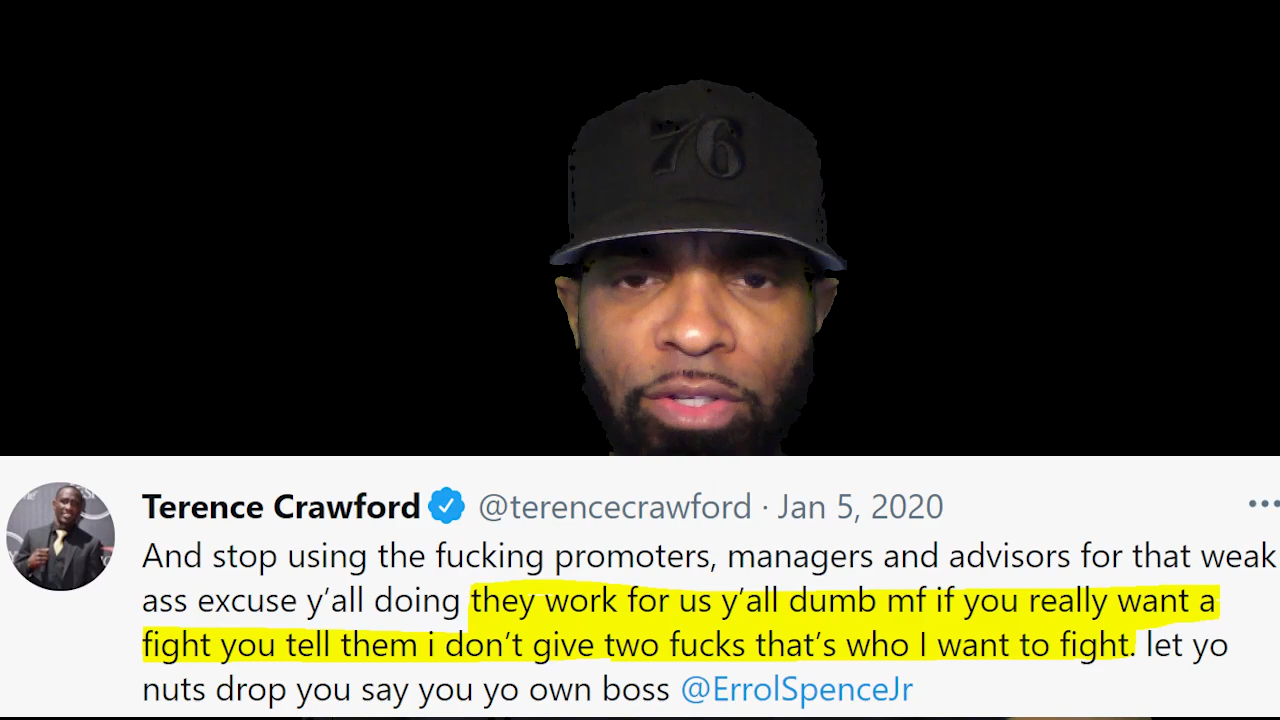 76
Terence Crawford @terencecrawford · Jan 5, 2020
And stop using the fucking promoters, managers and advisors for that weak
ass excuse y’all doing they work for us y’all dumb mf if you really want a
fight you tell them i don’t give two fucks that’s who I want to fight. let yo
nuts drop you say you yo own boss @ErrolSpenceJr